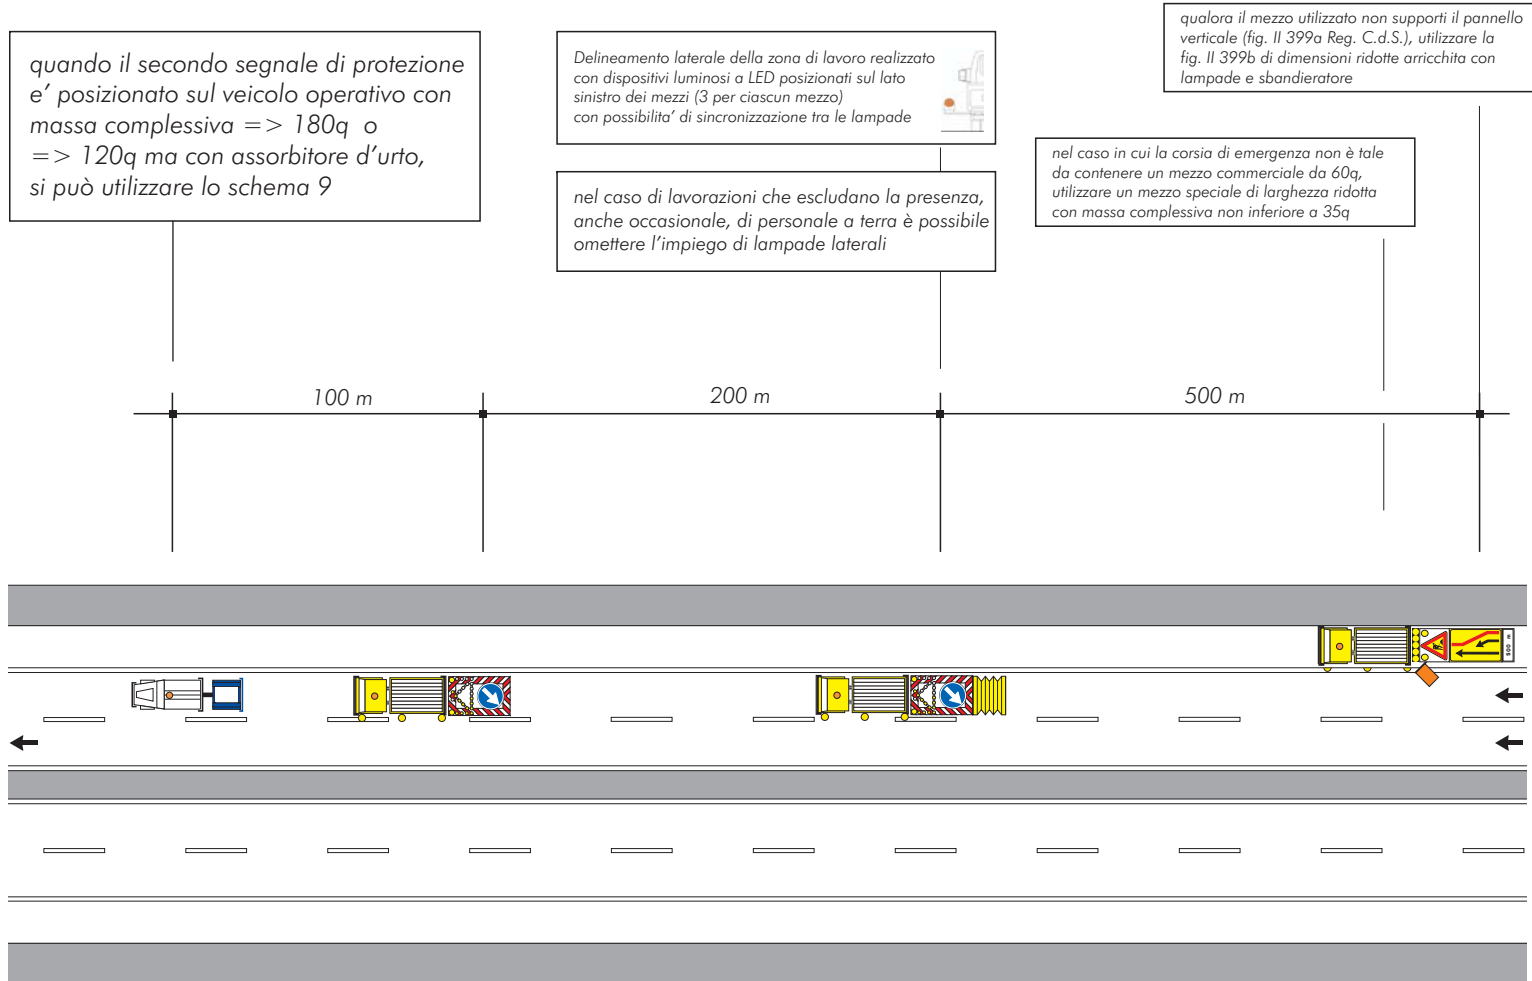 quando il secondo segnale di protezione
e' posizionato sul veicolo operativo con
massa complessiva => 180q o
=> 120q ma con assorbitore d'urto,
si può utilizzare lo schema 9
Delineamento laterale della zona di lavoro realizzato
con dispositivi luminosi a LED posizionati sul lato
sinistro dei mezzi (3 per ciascun mezzo)
con possibilita' di sincronizzazione tra le lampade
nel caso di lavorazioni che escludano la presenza,
anche occasionale, di personale a terra è possibile
omettere l'impiego di lampade laterali
qualora il mezzo utilizzato non supporti il pannello
verticale (fig. II 399a Reg. C.d.S.), utilizzare la
fig. II 399b di dimensioni ridotte arricchita con
lampade e sbandieratore
nel caso in cui la corsia di emergenza non è tale
da contenere un mezzo commerciale da 60q,
utilizzare un mezzo speciale di larghezza ridotta
con massa complessiva non inferiore a 35q
100 m
200 m
500 m
500 m